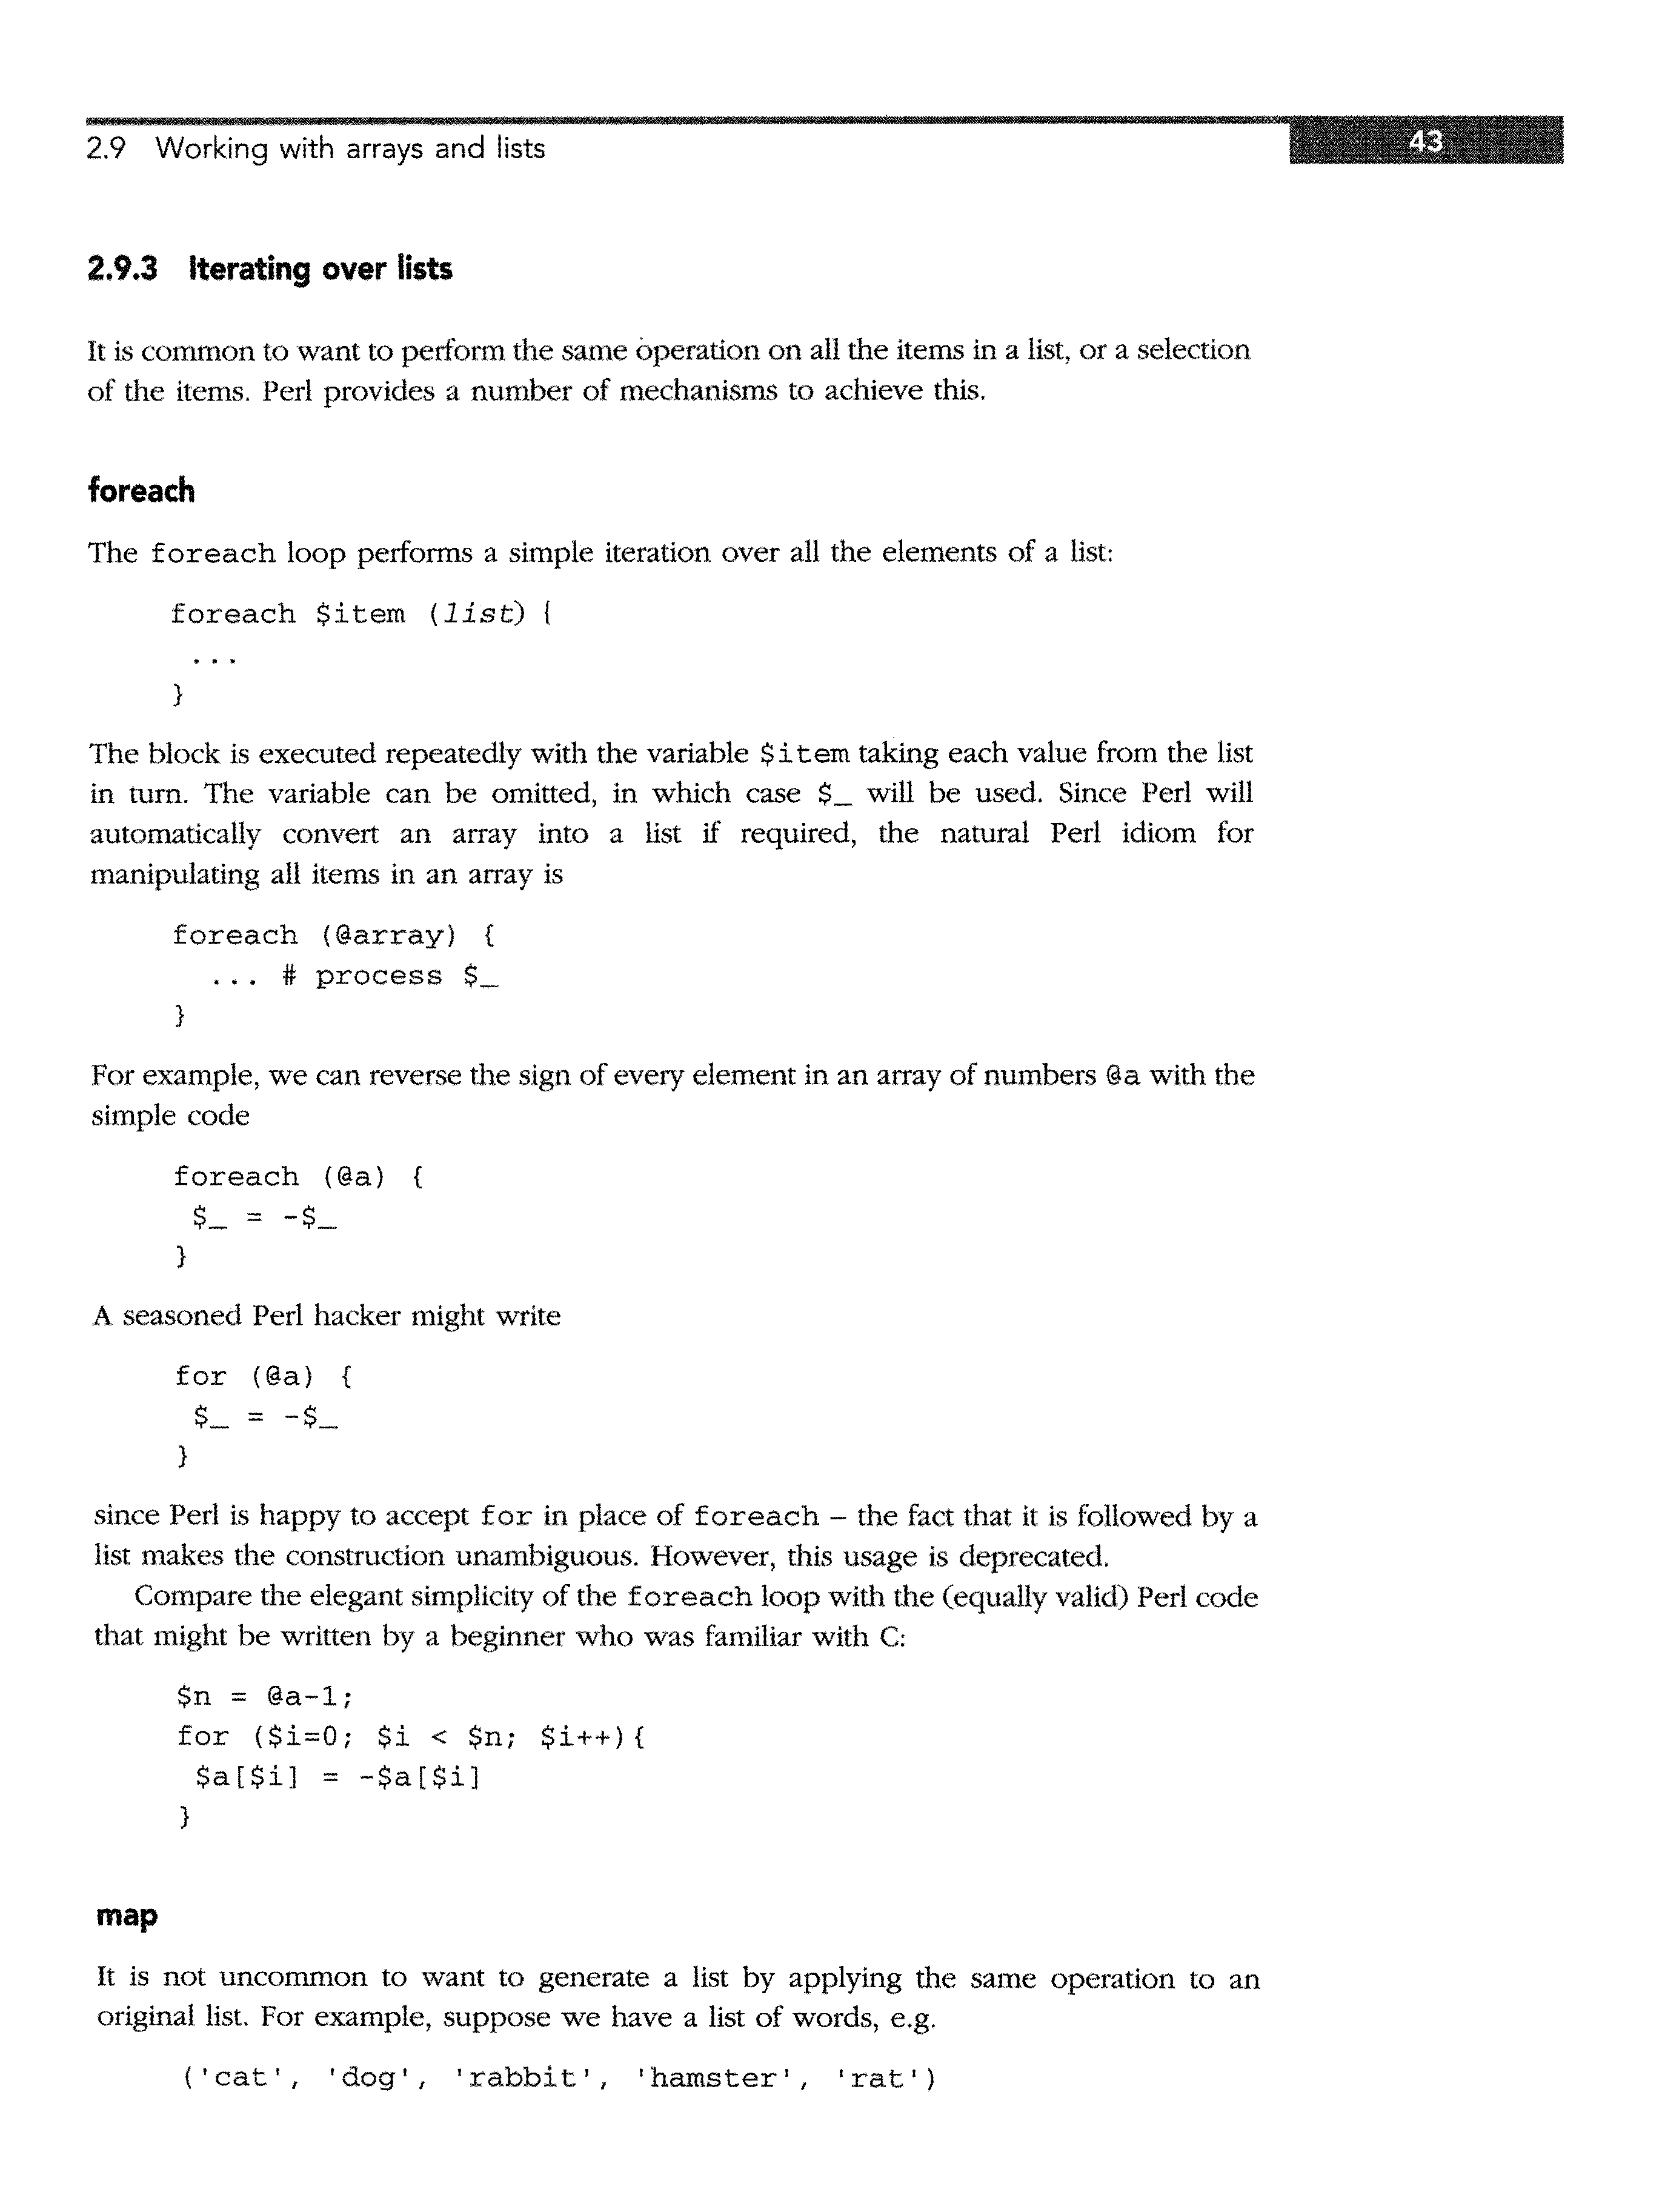 2.9 Working with arrays and lists
43
2.9.3 Iterating over lists
It is common to want to perform the same operation on all the items in a list, or a selection
of the items. Perl provides a number of mechanisms to achieve this.
foreach
The foreach loop performs a simple iteration over all the elements of a list:
foreach $item (list) {
...
}
The block is executed repeatedly with the variable $item taking each value from the list
in turn. The variable can be omitted, in which case $_ will be used. Since Perl will
automatically convert an array into a list if required, the natural Perl idiom for
manipulating all items in an array is
foreach (@array) {
... # process $_
}
For example, we can reverse the sign of every element in an array of numbers @a with the
simple code
foreach (@a) {
$_ = -$_
}
A seasoned Perl hacker might write
for (@a) {
$_ = -$_
}
since Perl is happy to accept for in place of foreach – the fact that it is followed by a
list makes the construction unambiguous. However, this usage is deprecated.
Compare the elegant simplicity of the foreach loop with the (equally valid) Perl code
that might be written by a beginner who was familiar with C:
$n = @a-1;
for ($i=0; $i < $n; $i++){
$a[$i] = -$a[$i]
}
map
It is not uncommon to want to generate a list by applying the same operation to an
original list. For example, suppose we have a list of words, e.g.
('cat', 'dog', 'rabbit', 'hamster', 'rat')